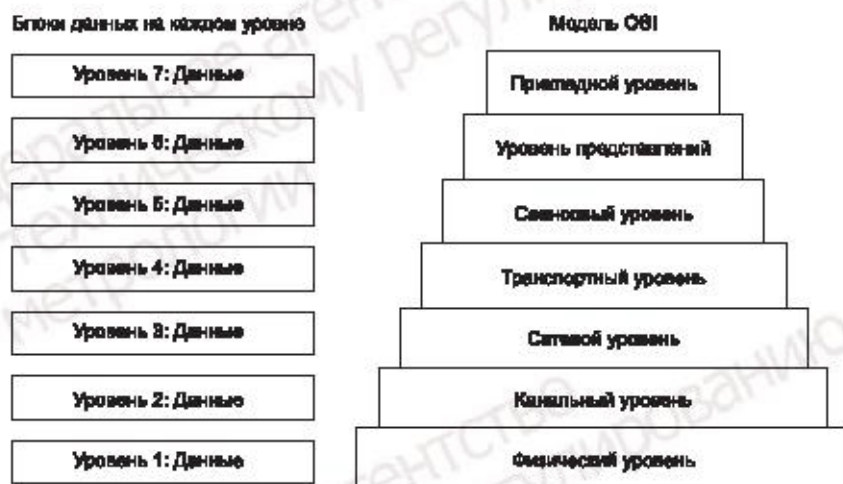 Блоки данных на каждом уровне
Уровень 7: Данные
Уровень 6: Данные
Уровень 5: Данные
Уровень 4: Данные
Уровень 3: Данные
Уровень 2: Данные
Уровень 1: Данные
Модель OSI
Прикладной уровень
Уровень представлений
Сеансовый уровень
Транспортный уровень
Сетевой уровень
Канальный уровень
Физический уровень